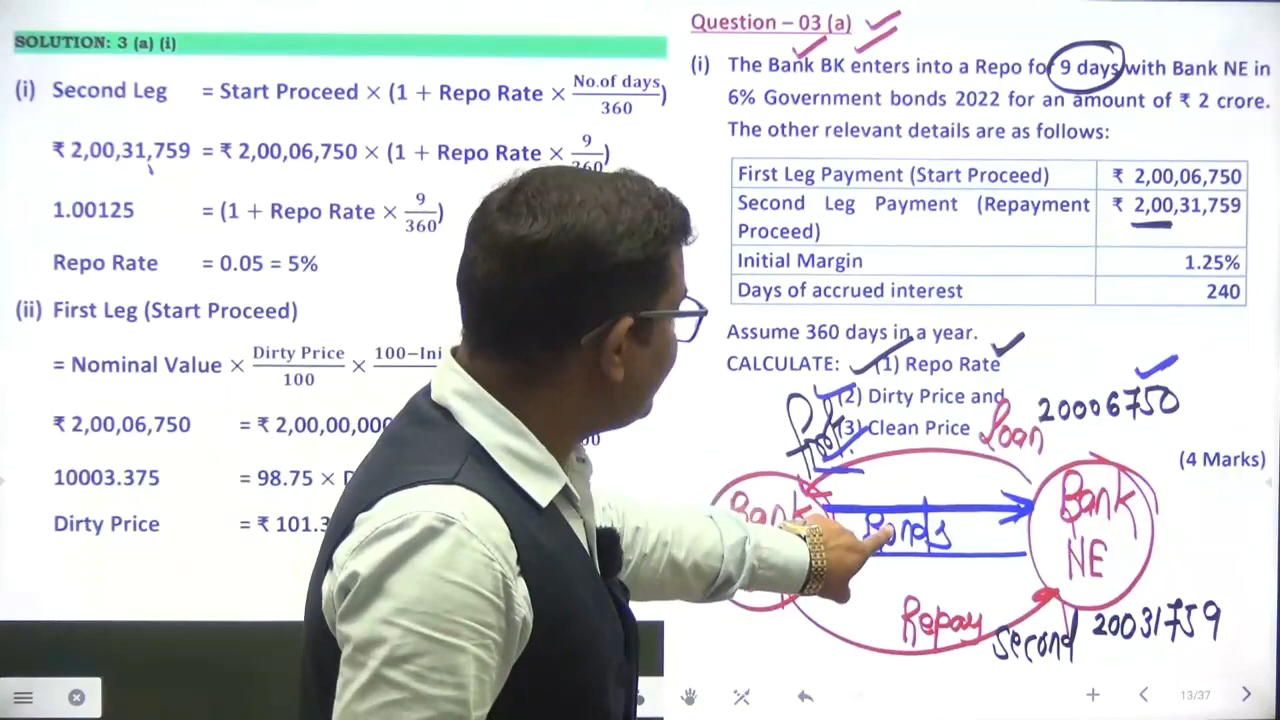 SOLUTION: 3 (a) (i)
(i) Second Leg = Start Proceed × (1 + Repo Rate × No.of days/360)
₹ 2,00,31,759 = ₹ 2,00,06,750 × (1 + Repo Rate × 9/360)
1.00125 = (1 + Repo Rate × 9/360)
Repo Rate = 0.05 = 5%
(ii) First Leg (Start Proceed)
= Nominal Value × Dirty Price/100 × 100−Ini
₹ 2,00,06,750 = ₹ 2,00,00,000
10003.375 = 98.75 ×
Dirty Price = ₹ 101.3
Question – 03 (a)
(i) The Bank BK enters into a Repo for 9 days with Bank NE in
6% Government bonds 2022 for an amount of ₹ 2 crore.
The other relevant details are as follows:
First Leg Payment (Start Proceed) ₹ 2,00,06,750
Second Leg Payment (Repayment Proceed) ₹ 2,00,31,759
Initial Margin 1.25%
Days of accrued interest 240
Assume 360 days in a year.
CALCULATE: (1) Repo Rate
(2) Dirty Price and
(3) Clean Price
(4 Marks)
Loan 20006750
Bank
Bonds
Bank
NE
Repay
Second 20031759
13/37